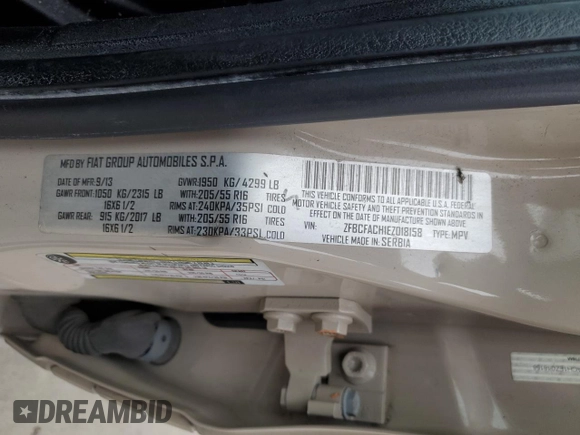 MFD BY FIAT GROUP AUTOMOBILES S.P.A.
DATE OF MFR:9/13 GVWR:1950 KG/4299 LB
GAWR FRONT:1050 KG/2315 LB WITH:205/55 R16 TIRES
16X6 1/2 RIMS AT:240KPA/35PSI COLD
GAWR REAR: 915 KG/2017 LB WITH:205/55 R16 TIRES
16X6 1/2 RIMS AT:230KPA/33PSI COLD
THIS VEHICLE CONFORMS TO ALL APPLICABLE U.S.A. FEDERAL
MOTOR VEHICLE SAFETY AND THEFT PREVENTION STANDARDS
IN EFFECT ON THE DATE OF MANUFACTURE SHOWN ABOVE.
VIN: ZFBCFACH1EZ018158 TYPE:MPV
VEHICLE MADE IN: SERBIA
DREAMBID